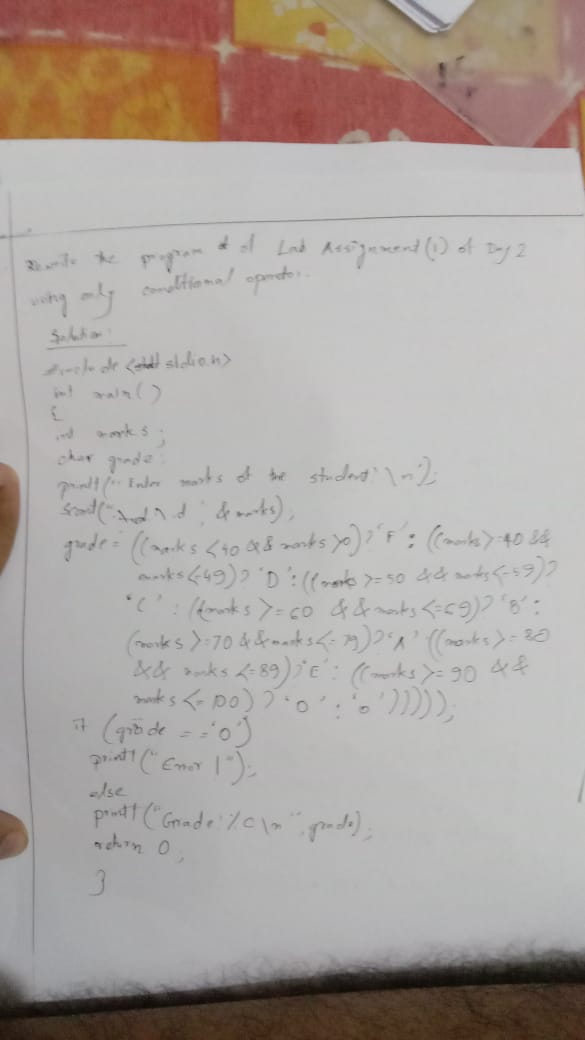 Rewrite the program of Lab Assignment (1) of Day 2
using only conditional operator.
Solution:
#include <stdio.h>
int main()
{
int marks;
char grade;
printf("Enter marks of the student: \n");
scanf("%d", &marks);
grade = ((marks <40 && marks >0)? 'F': ((marks>=40 &&
marks<=49)? 'D': ((marks >=50 && marks<=59)?
'C' : ((marks >=60 && marks <=69)? 'B':
(marks >=70 && marks<=79)? 'A' ((marks>=80
&& marks <=89)? 'E': ((marks >= 90 &&
marks <= 100)? 'O' : '0')))));
if (grade == '0')
printf("Error !");
else
printf("Grade: %c\n", grade);
return 0;
}